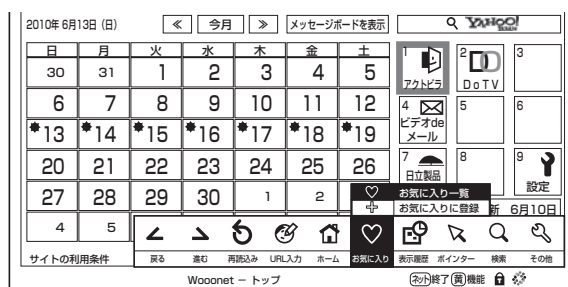 2010年 6月13日（日） ≪ 今月 ≫ メッセージボードを表示 YAHOO! JAPAN
日 月 火 水 木 金 土
30 31 1 2 3 4 5
6 7 8 9 10 11 12
13 14 15 16 17 18 19
20 21 22 23 24 25 26
27 28 29 30 1 2
4 5
1 アクトビラ
2 DoTV
3
4 ビデオdeメール
5
6
7 日立製品
8
9 設定
お気に入り一覧
お気に入りに登録
新 6月10日
サイトの利用条件
戻る 進む 再読込み URL入力 ホーム お気に入り 表示履歴 ポインター 検索 その他
Wooonet － トップ
ネット終了 黄機能